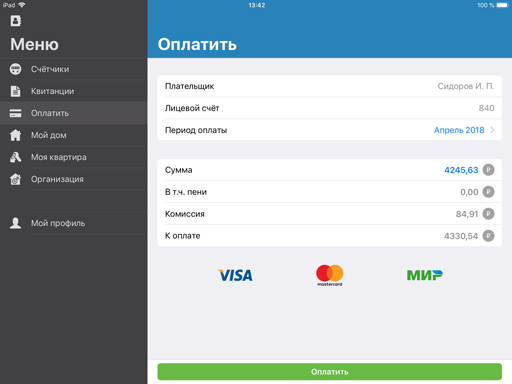 iPad 13:42 100 %
Меню
Счётчики
Квитанции
Оплатить
Мой дом
Моя квартира
Организация
Мой профиль
Оплатить
Плательщик Сидоров И. П.
Лицевой счёт 840
Период оплаты Апрель 2018
Сумма 4245,63 ₽
В т.ч. пени 0,00 ₽
Комиссия 84,91 ₽
К оплате 4330,54 ₽
VISA mastercard МИР
Оплатить